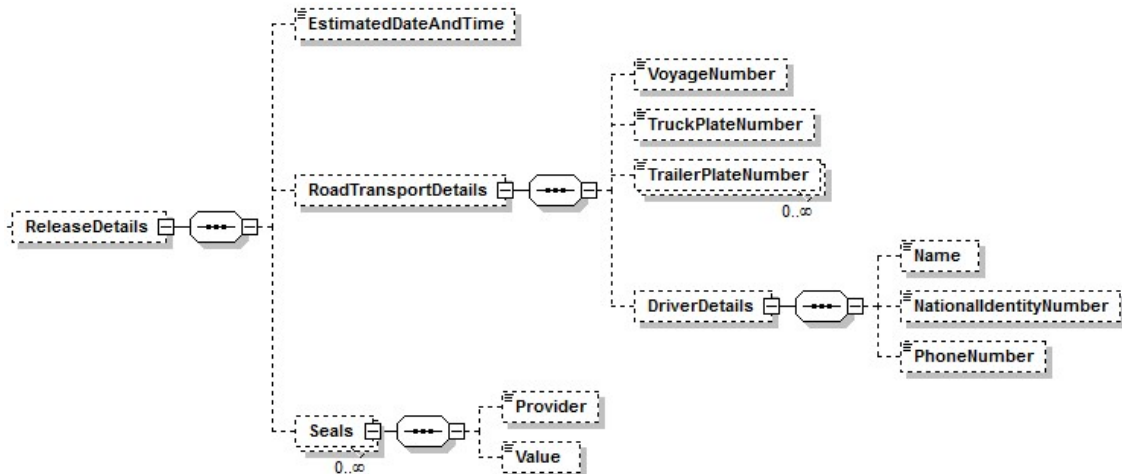 EstimatedDateAndTime
VoyageNumber
TruckPlateNumber
TrailerPlateNumber
0..∞
RoadTransportDetails
ReleaseDetails
Name
NationalIdentityNumber
PhoneNumber
DriverDetails
Provider
Value
Seals
0..∞